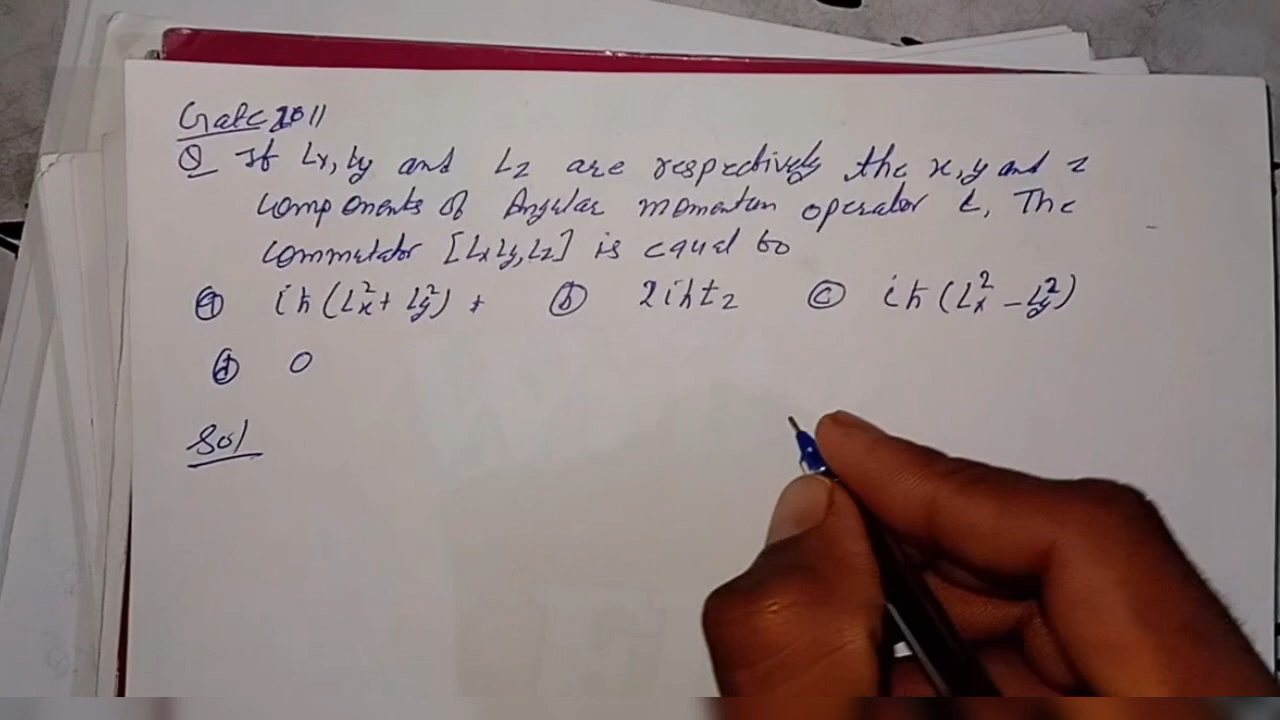 Gate 2011
Q If Lx, Ly and Lz are respectively the x, y and z
components of Angular momentum operator L, The
commutator [LxLy, Lz] is equal to
(a) iħ(Lx² + Ly²) (b) 2iħLz (c) iħ(Lx² - Ly²)
(d) 0
Sol